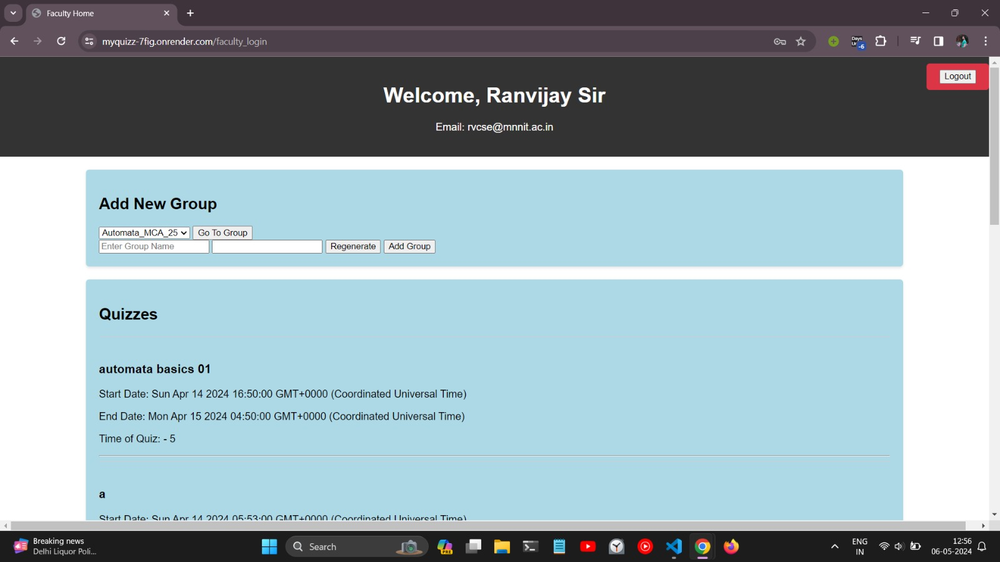 Faculty Home
myquizz-7fig.onrender.com/faculty_login
Days
-6
Logout
Welcome, Ranvijay Sir
Email: rvcse@mnnit.ac.in
Add New Group
Automata_MCA_25 Go To Group
Enter Group Name Regenerate Add Group
Quizzes
automata basics 01
Start Date: Sun Apr 14 2024 16:50:00 GMT+0000 (Coordinated Universal Time)
End Date: Mon Apr 15 2024 04:50:00 GMT+0000 (Coordinated Universal Time)
Time of Quiz: - 5
a
Start Date: Sun Apr 14 2024 05:53:00 GMT+0000 (Coordinated Universal Time)
Breaking news
Delhi Liquor Poli...
Search
PRE
ENG
IN
12:56
06-05-2024